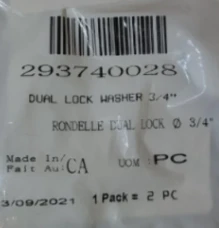 293740028
DUAL LOCK WASHER 3/4"
RONDELLE DUAL LOCK Ø 3/4"
Made In/
Fait Au: CA UOM: PC
3/09/2021 1 Pack = 2 PC